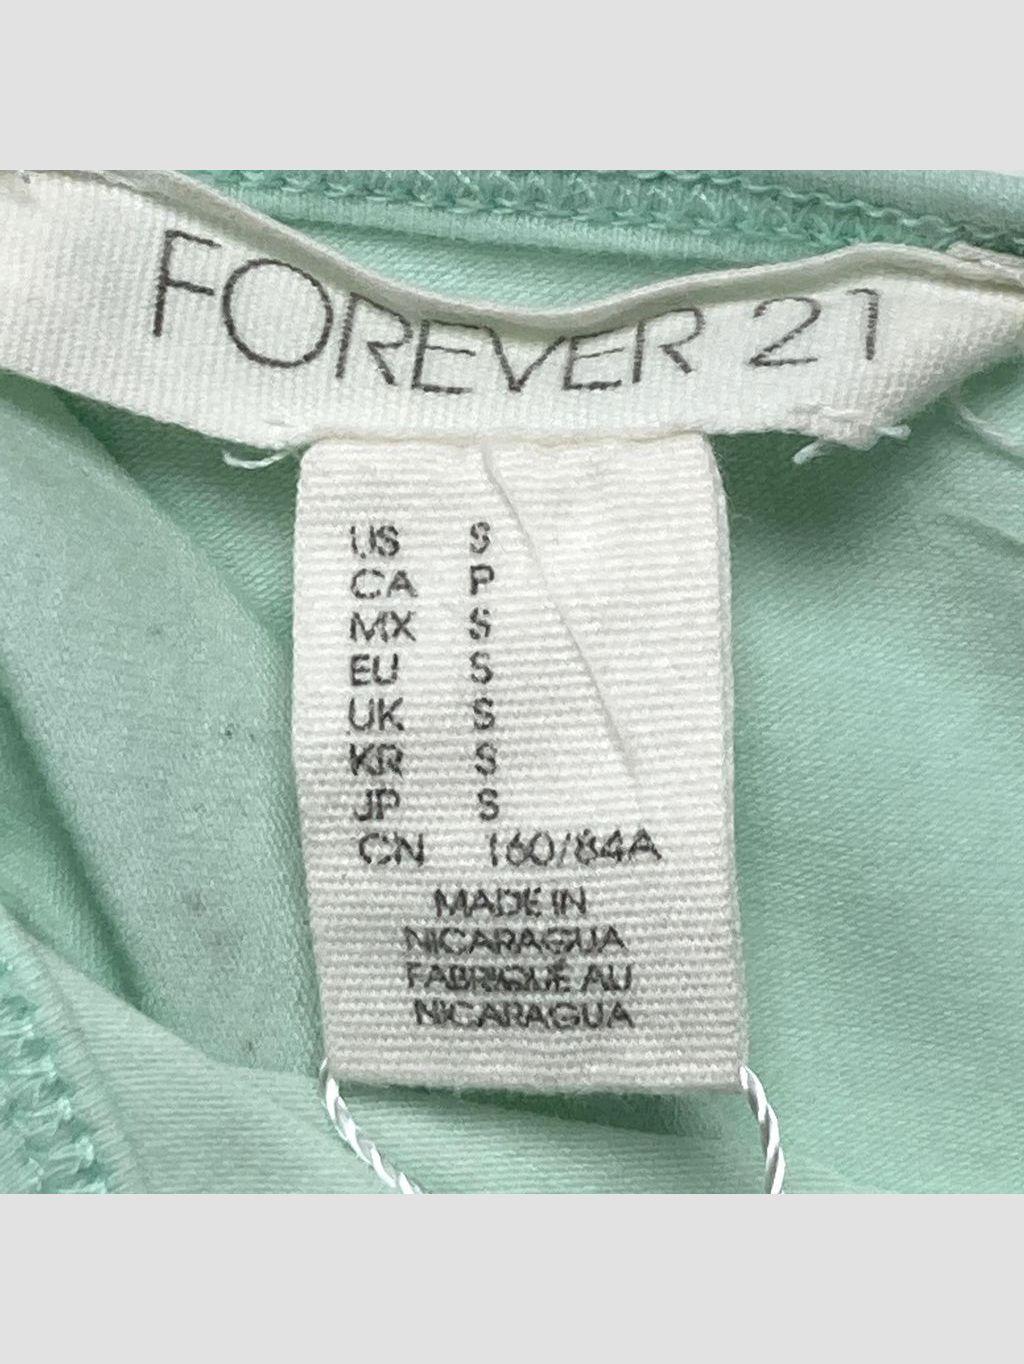 FOREVER 21
US S
CA P
MX S
EU S
UK S
KR S
JP S
CN 160/84A
MADE IN
NICARAGUA
FABRIQUÉ AU
NICARAGUA